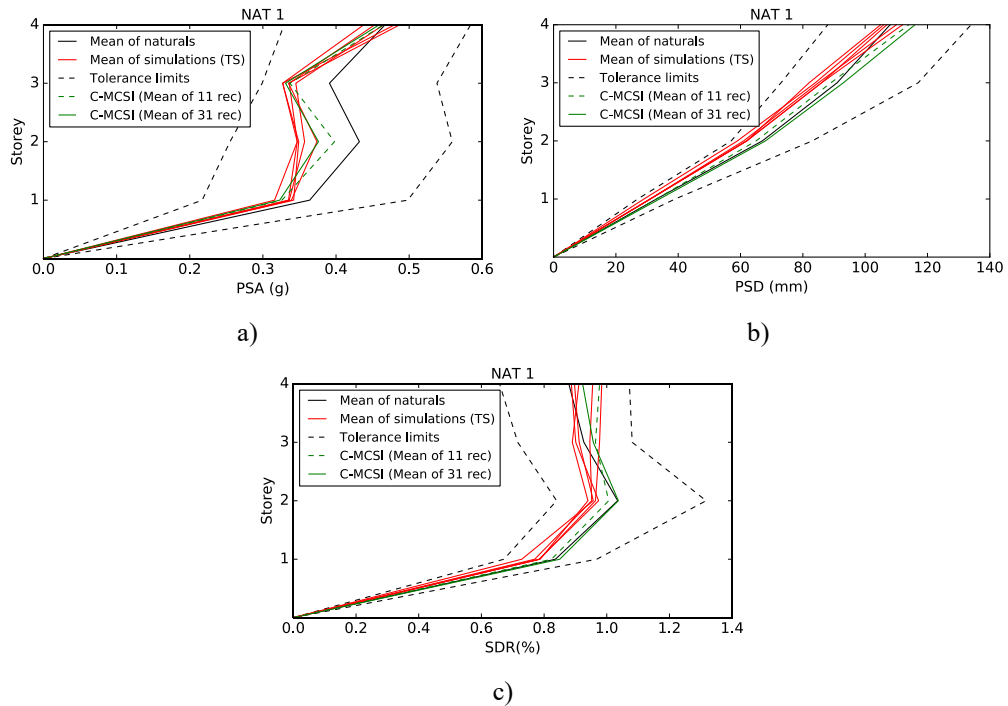 NAT 1
4
3
2
1
Storey
Mean of naturals
Mean of simulations (TS)
Tolerance limits
C-MCSI (Mean of 11 rec)
C-MCSI (Mean of 31 rec)
0.0 0.1 0.2 0.3 0.4 0.5 0.6
PSA (g)
a)
NAT 1
4
3
2
1
Storey
Mean of naturals
Mean of simulations (TS)
Tolerance limits
C-MCSI (Mean of 11 rec)
C-MCSI (Mean of 31 rec)
0 20 40 60 80 100 120 140
PSD (mm)
b)
NAT 1
4
3
2
1
Storey
Mean of naturals
Mean of simulations (TS)
Tolerance limits
C-MCSI (Mean of 11 rec)
C-MCSI (Mean of 31 rec)
0.0 0.2 0.4 0.6 0.8 1.0 1.2 1.4
SDR(%)
c)